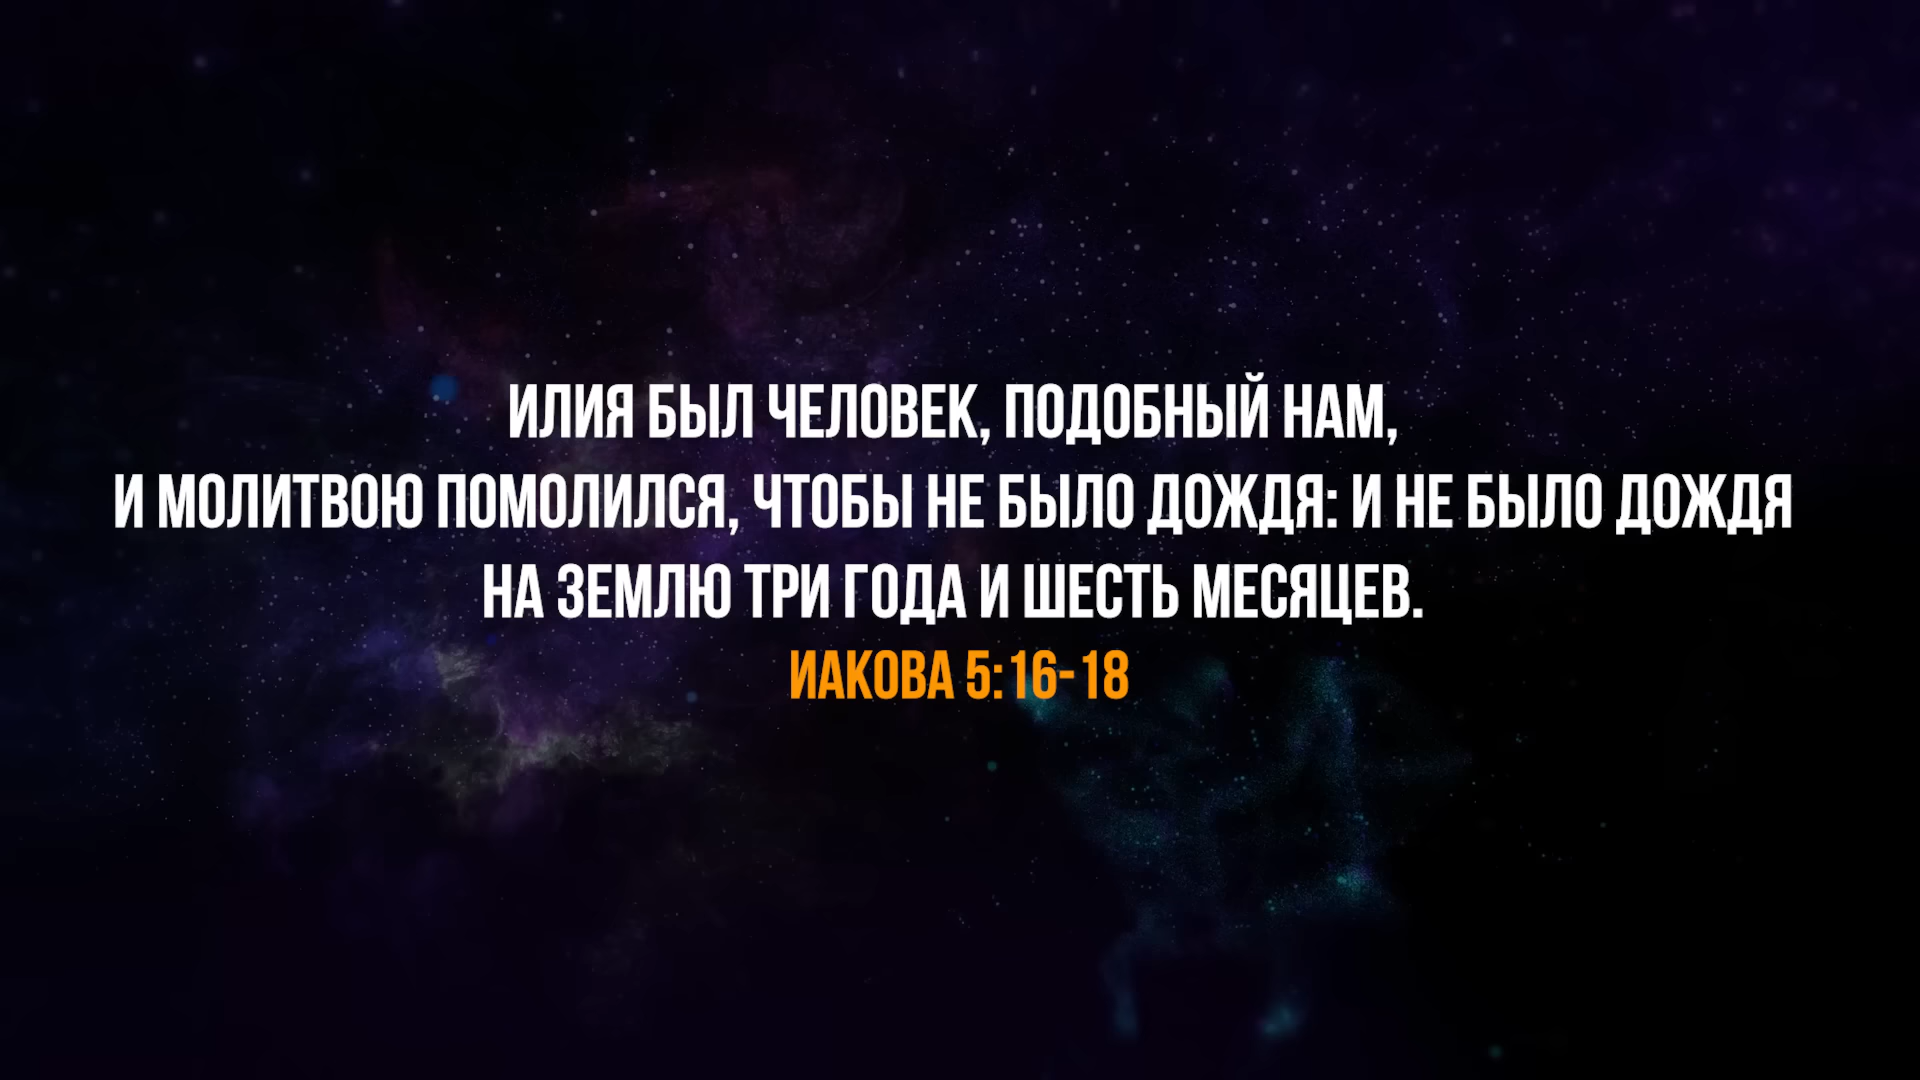 ИЛИЯ БЫЛ ЧЕЛОВЕК, ПОДОБНЫЙ НАМ,
И МОЛИТВОЮ ПОМОЛИЛСЯ, ЧТОБЫ НЕ БЫЛО ДОЖДЯ: И НЕ БЫЛО ДОЖДЯ
НА ЗЕМЛЮ ТРИ ГОДА И ШЕСТЬ МЕСЯЦЕВ.
ИАКОВА 5:16-18